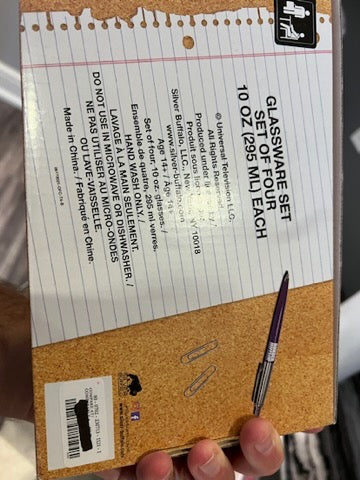 GLASSWARE SET
SET OF FOUR
10 OZ (295 ML) EACH
© Universal Television LLC.
All Rights Reserved.
Produced under
Produit sous
Silver Buffalo, LLC., New NY 10018
www.silver-buffalo.com
Age 14+ / Âge 14+
Set of four -10 oz. glasses. /
Ensemble de quatre, 295 ml verres.
HAND WASH ONLY. /
LAVAGE À LA MAIN SEULEMENT.
DO NOT USE IN MICROWAVE OR DISHWASHER. /
NE PAS UTILISER AU MICRO-ONDES
OU LAVE-VAISSELLE.
Made in China. / Fabriqué en Chine.